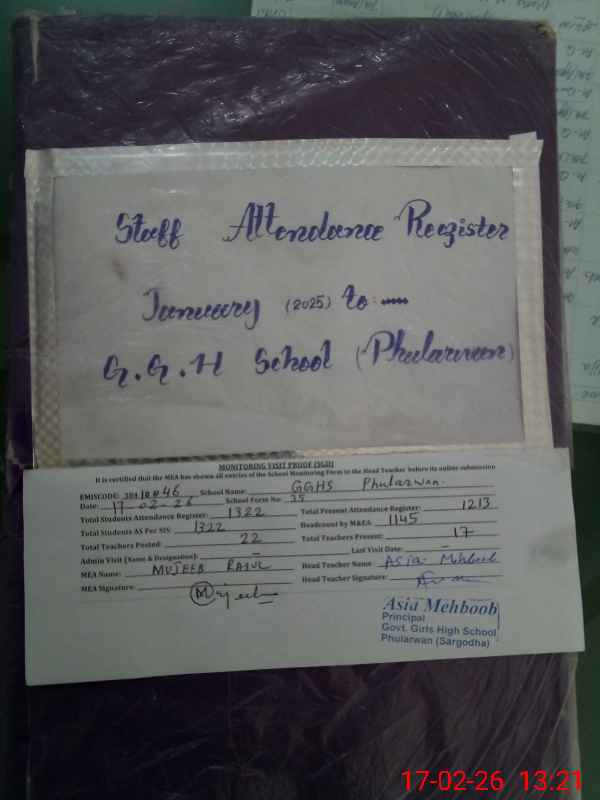 Staff Attendance Register
January (2025) to .....
G.G.H School (Phularwan)
MONITORING VISIT PROOF (SGD)
It is certified that the MEA has shown all entries of the School Monitoring Form to the Head Teacher before its online submission
EMISCODE: 384 10046 School Name: GGHS Phularwan.
Date: 17-02-26 School Form No: 35
Total Students Attendance Register: 1322 Total Present Attendance Register: 1213
Total Students AS Per SIS: 1322 Headcount by MEA: 1145
Total Teachers Posted: 22 Total Teachers Present: 17
Admin Visit (Name & Designation): - Last Visit Date: -
MEA Name: MUJEEB RASUL Head Teacher Name Asia Mehboob
MEA Signature: Mujeeb Head Teacher Signature:
Asia Mehboob
Principal
Govt. Girls High School
Phularwan (Sargodha)
17-02-26 13:21